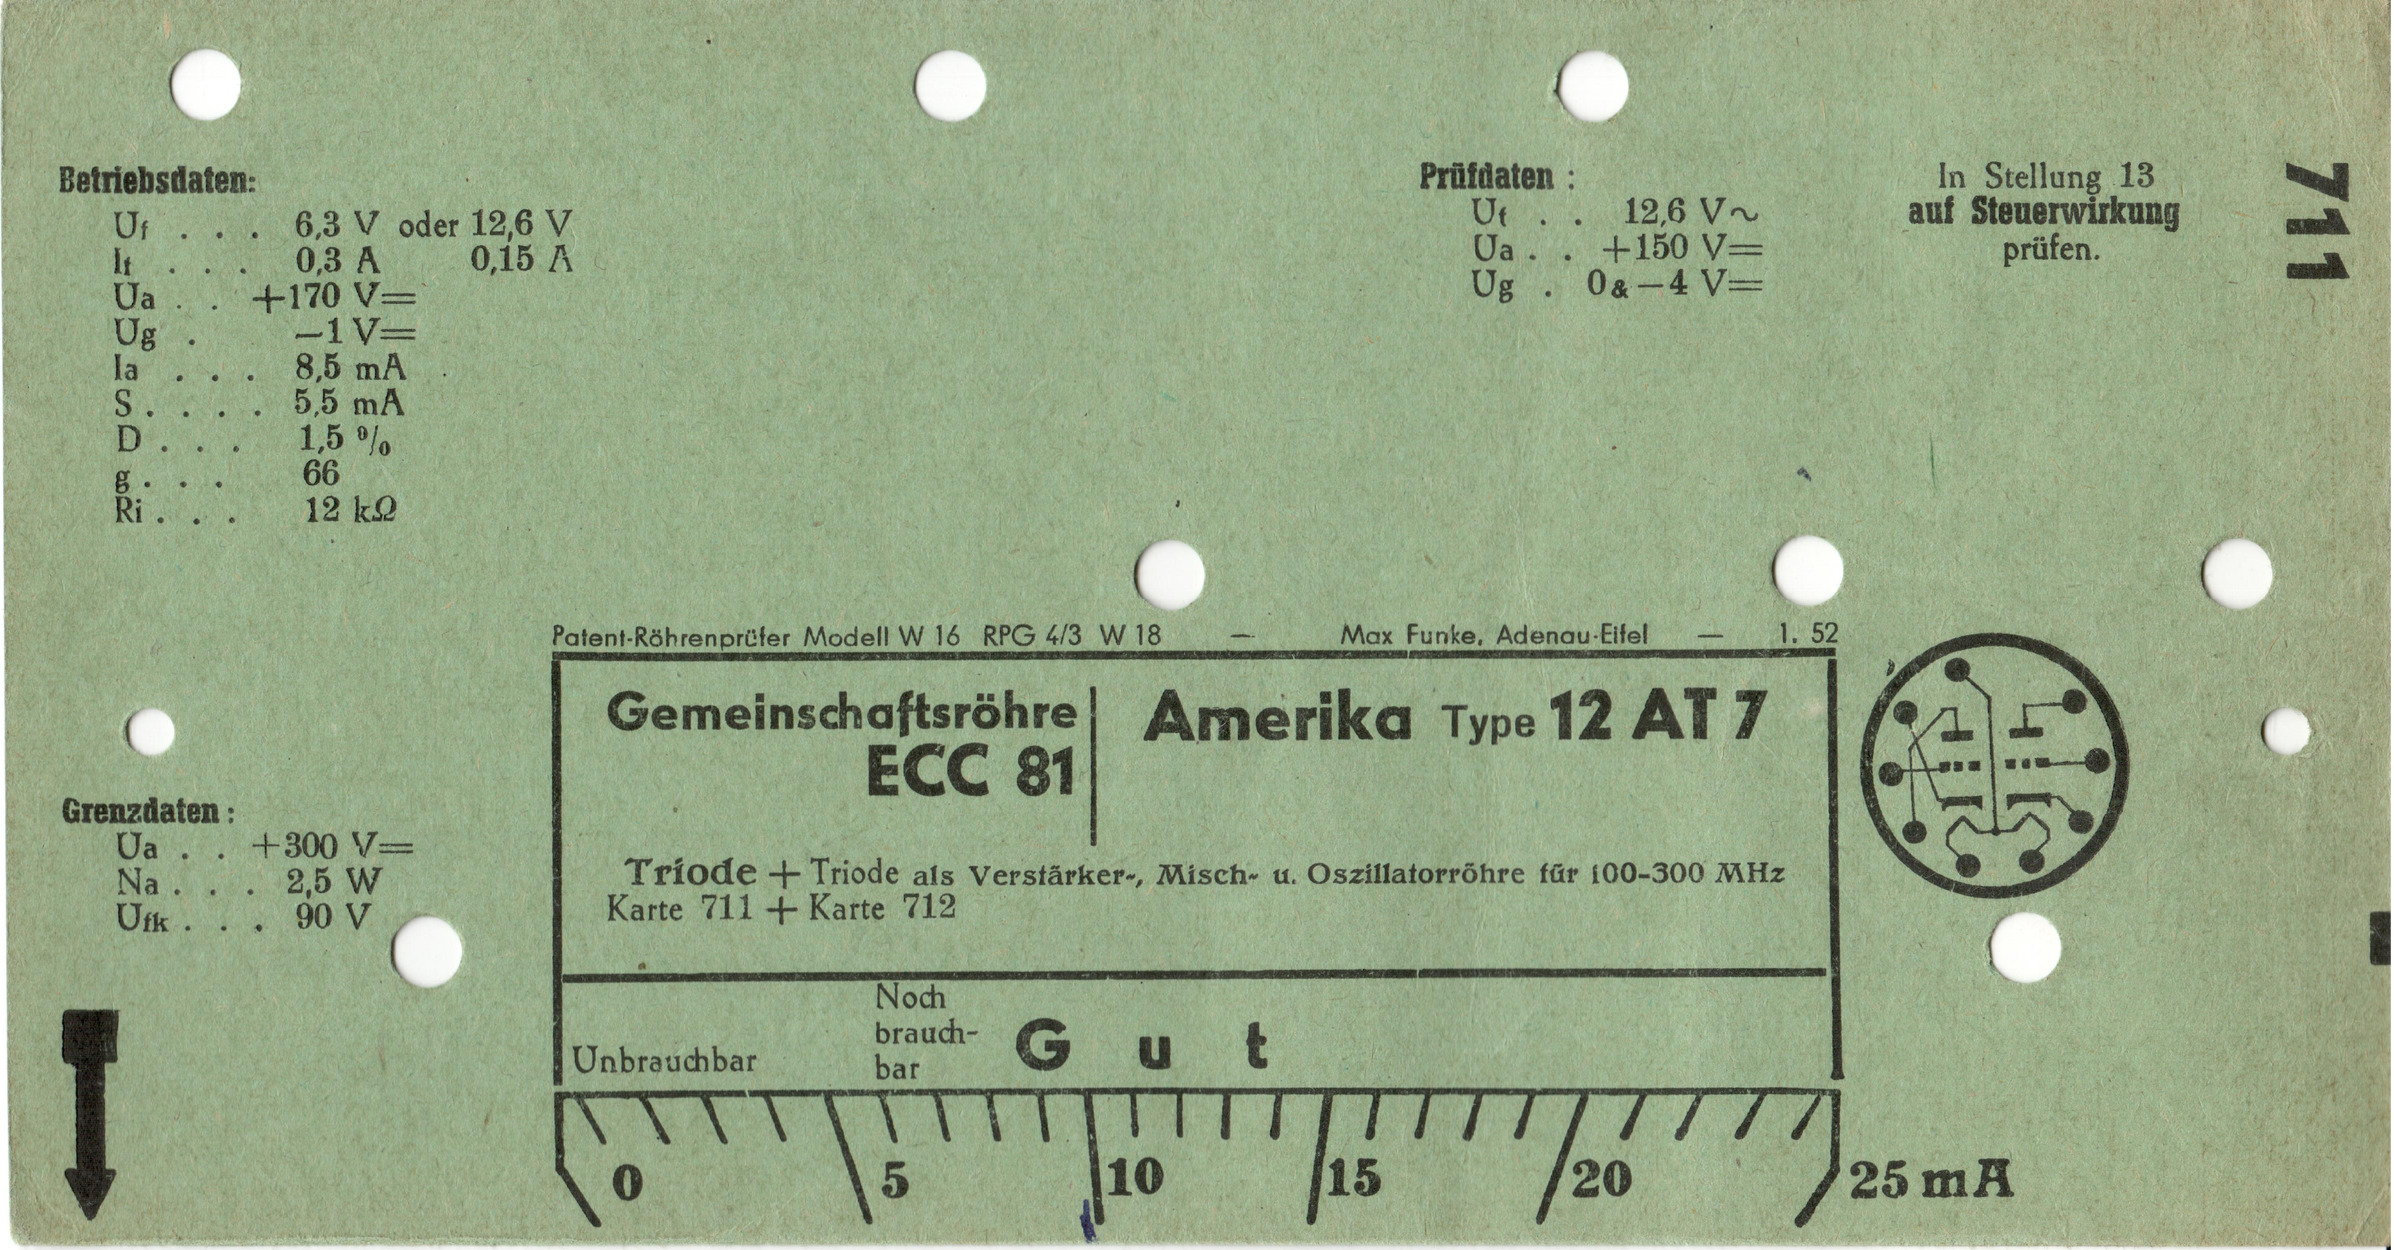 Betriebsdaten:
Uf . . . 6,3 V oder 12,6 V
If . . . 0,3 A 0,15 A
Ua . . +170 V=
Ug . −1 V=
Ia . . . 8,5 mA
S . . . . 5,5 mA
D . . . 1,5 %
g . . . 66
Ri . . . 12 kΩ
Prüfdaten :
Uf . . 12,6 V~
Ua . . +150 V=
Ug . 0 & −4 V=
In Stellung 13
auf Steuerwirkung
prüfen.
711
Patent-Röhrenprüfer Modell W 16 RPG 4/3 W 18 — Max Funke, Adenau-Eifel — 1. 52
Gemeinschaftsröhre
ECC 81
Amerika Type 12 AT 7
Triode + Triode als Verstärker-, Misch- u. Oszillatorröhre für 100-300 MHz
Karte 711 + Karte 712
Grenzdaten :
Ua . . +300 V=
Na . . . 2,5 W
Ufk . . . 90 V
Unbrauchbar
Noch
brauch-
bar
Gut
0 5 10 15 20 25 mA